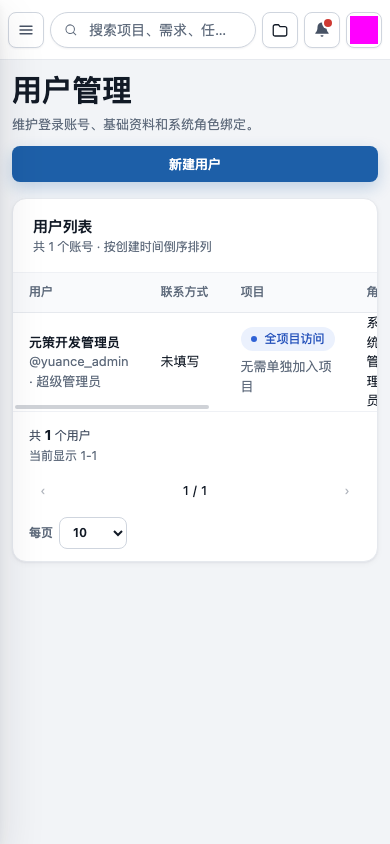 搜索项目、需求、任...
用户管理
维护登录账号、基础资料和系统角色绑定。
新建用户
用户列表
共 1 个账号 · 按创建时间倒序排列
用户 联系方式 项目 角
元策开发管理员
@yuance_admin
· 超级管理员
未填写
全项目访问
无需单独加入项
目
系
统
管
理
员
共 1 个用户
当前显示 1-1
‹ 1 / 1 ›
每页 10